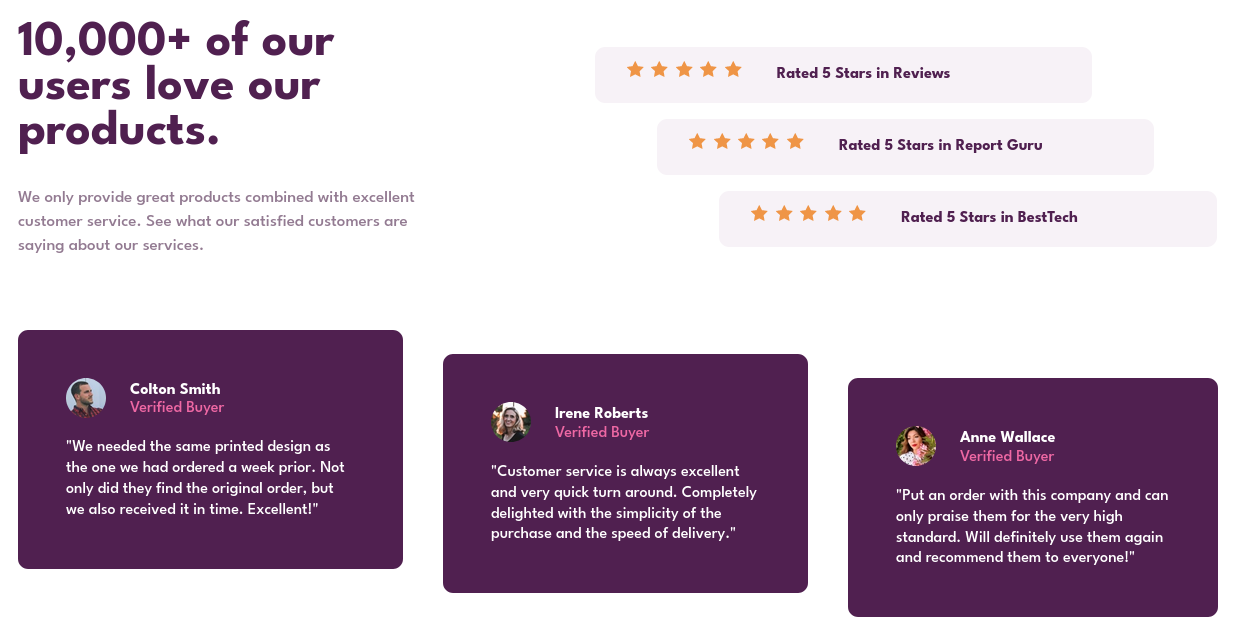 10,000+ of our
users love our
products.
We only provide great products combined with excellent
customer service. See what our satisfied customers are
saying about our services.
Rated 5 Stars in Reviews
Rated 5 Stars in Report Guru
Rated 5 Stars in BestTech
Colton Smith
Verified Buyer
"We needed the same printed design as
the one we had ordered a week prior. Not
only did they find the original order, but
we also received it in time. Excellent!"
Irene Roberts
Verified Buyer
"Customer service is always excellent
and very quick turn around. Completely
delighted with the simplicity of the
purchase and the speed of delivery."
Anne Wallace
Verified Buyer
"Put an order with this company and can
only praise them for the very high
standard. Will definitely use them again
and recommend them to everyone!"